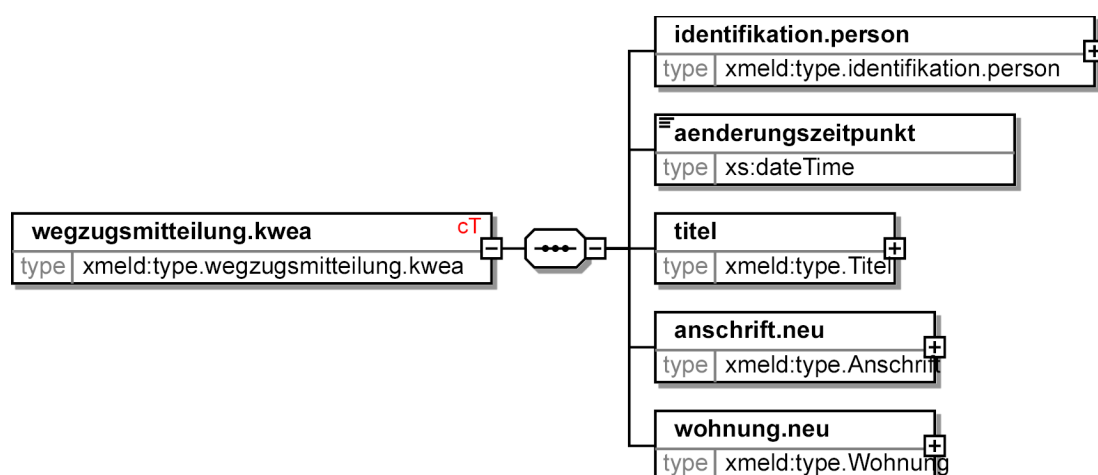 identifikation.person
type xmeld:type.identifikation.person
aenderungszeitpunkt
type xs:dateTime
wegzugsmitteilung.kwea cT
type xmeld:type.wegzugsmitteilung.kwea
titel
type xmeld:type.Titel
anschrift.neu
type xmeld:type.Anschrift
wohnung.neu
type xmeld:type.Wohnung